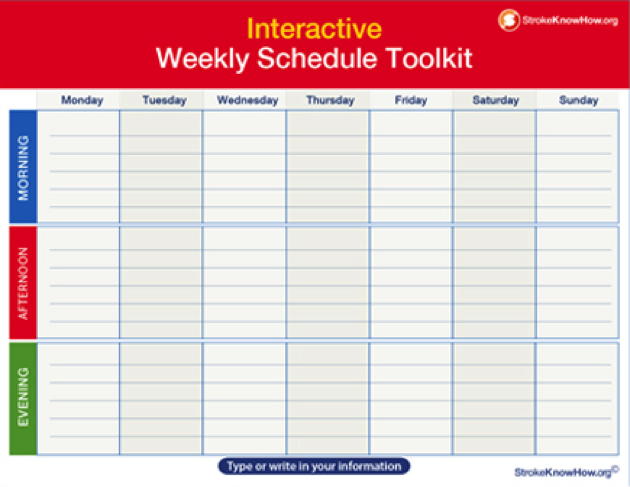 Interactive
StrokeKnowHow.org
Weekly Schedule Toolkit
Monday Tuesday Wednesday Thursday Friday Saturday Sunday
MORNING
AFTERNOON
EVENING
Type or write in your information
StrokeKnowHow.org©